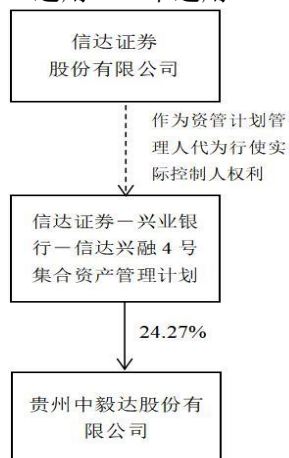 信达证券
股份有限公司
作为资管计划管
理人代为行使实
际控制人权利
信达证券－兴业银
行－信达兴融 4 号
集合资产管理计划
24.27%
贵州中毅达股份有
限公司